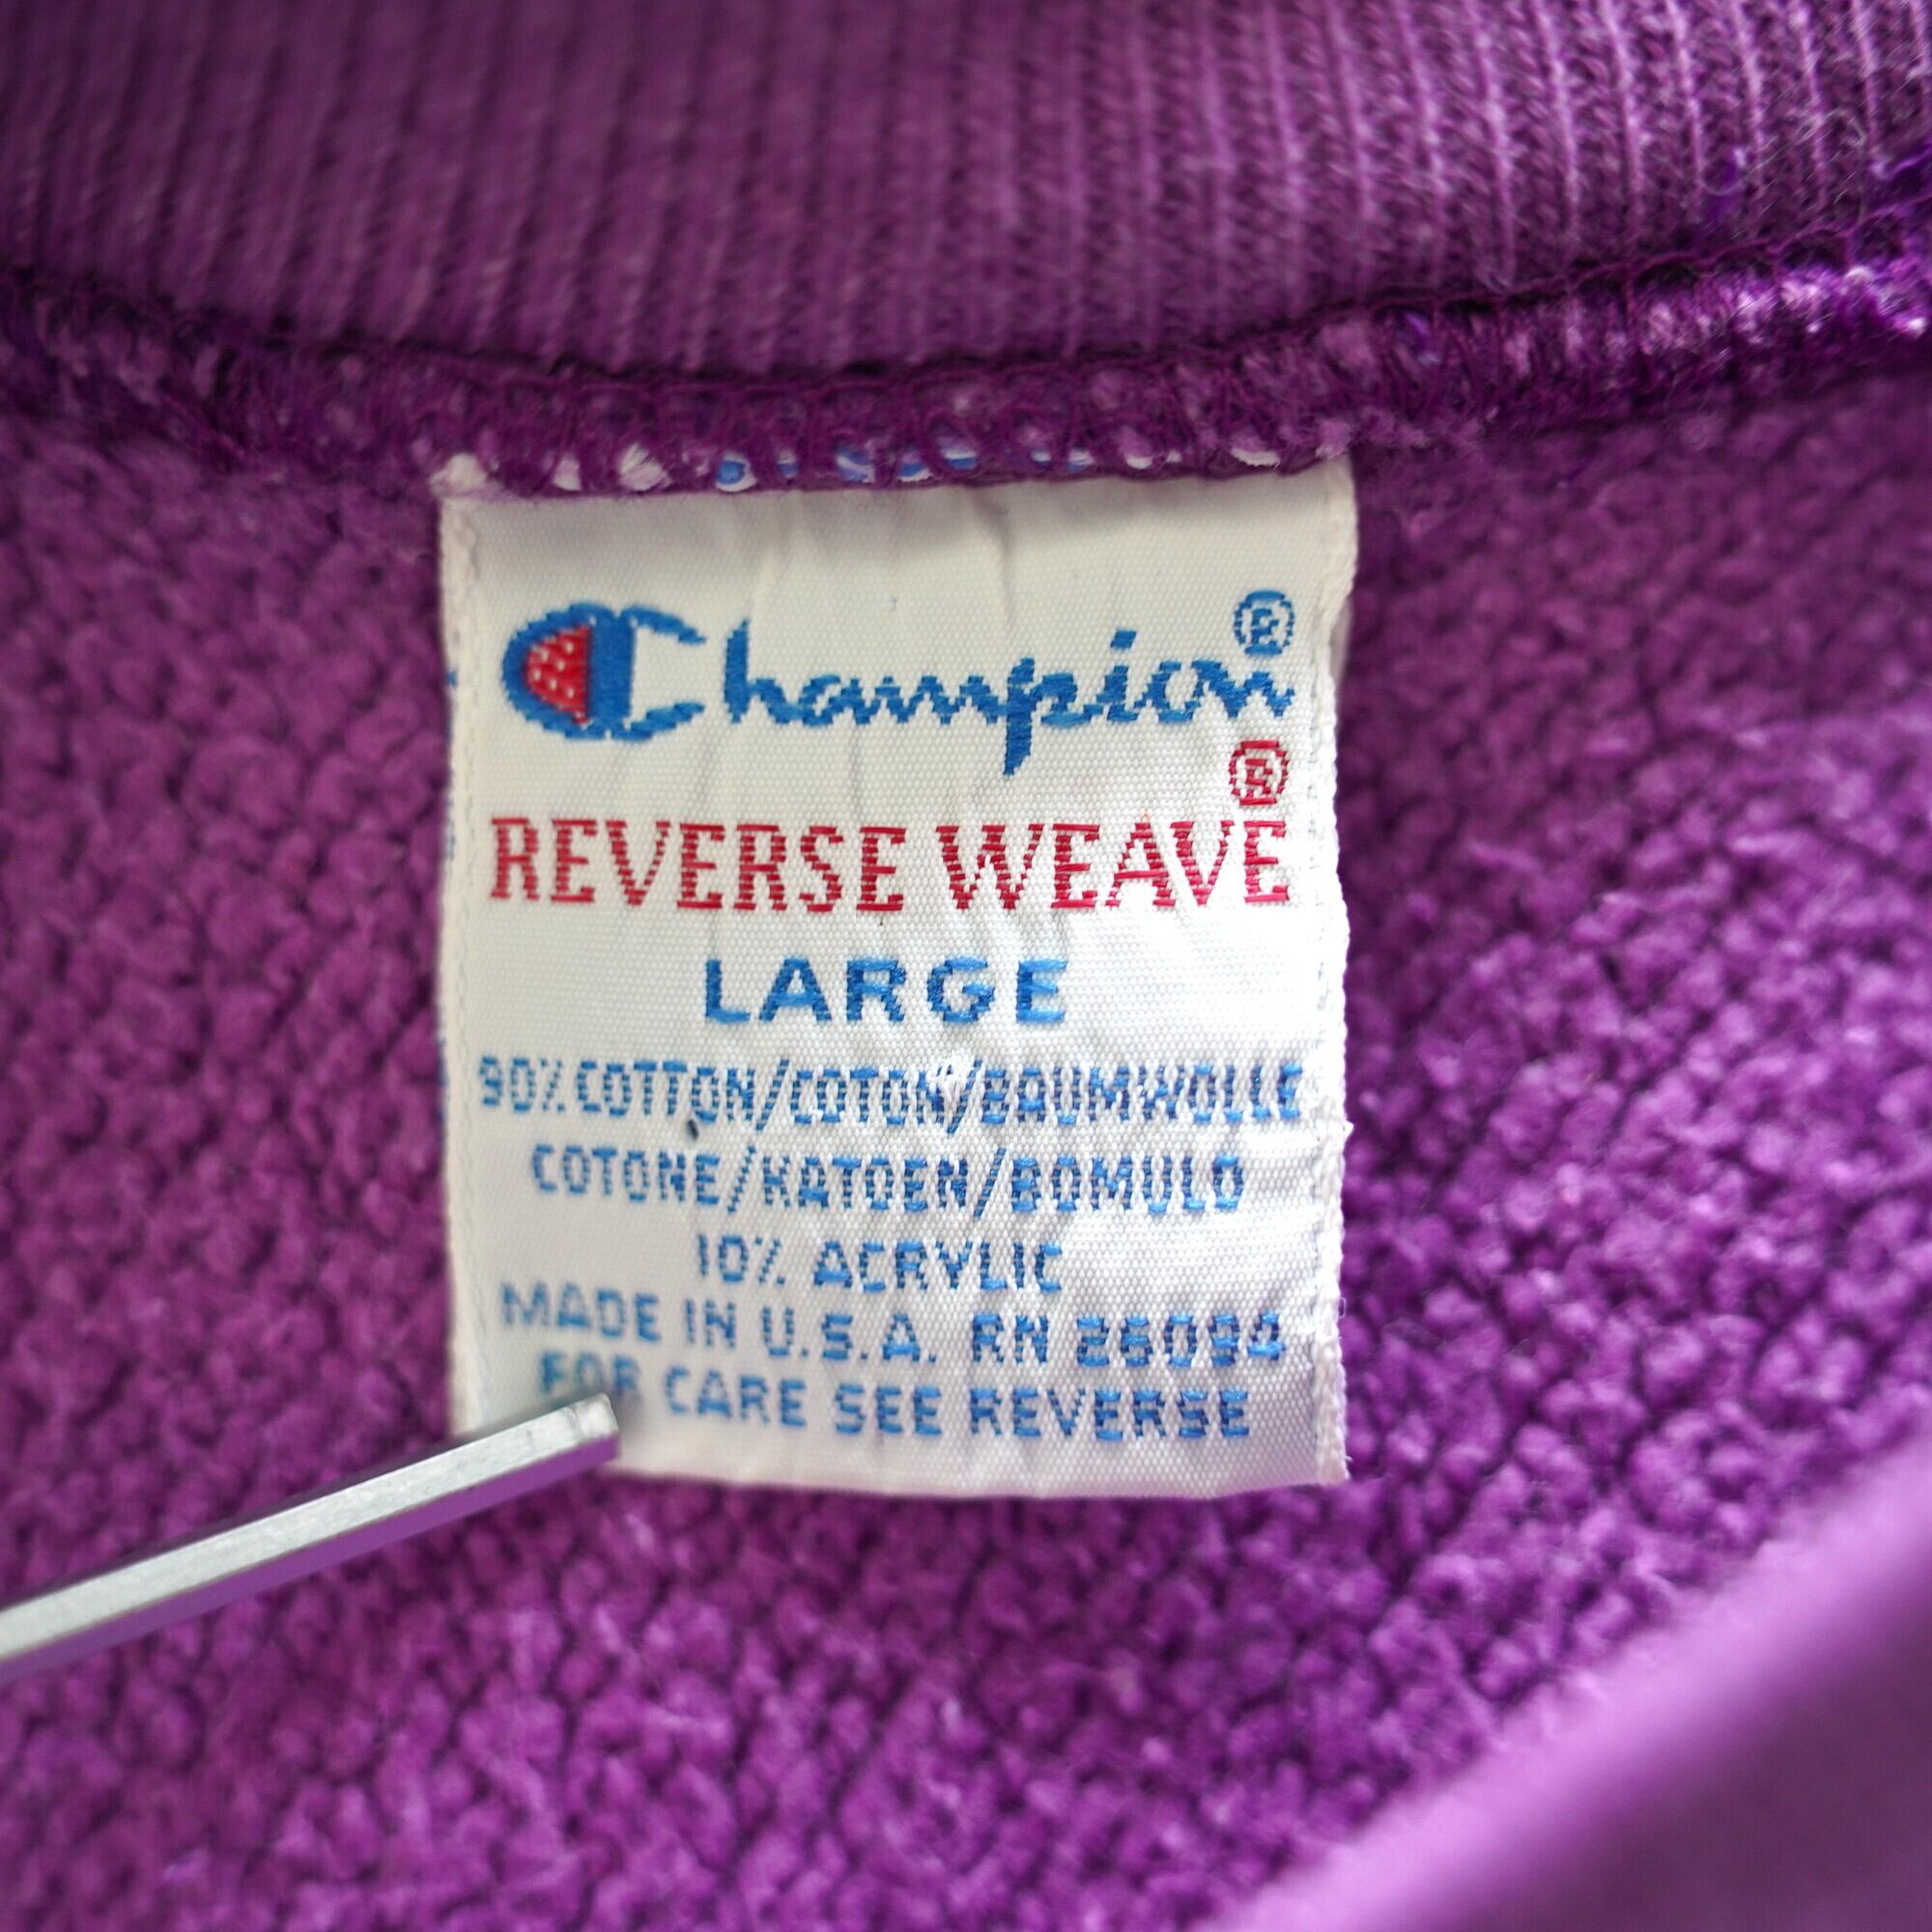 Champion®
®
REVERSE WEAVE
LARGE
90% COTTON/COTON/BAUMWOLLE
COTONE/KATOEN/BOMULD
10% ACRYLIC
MADE IN U.S.A. RN 26094
FOR CARE SEE REVERSE